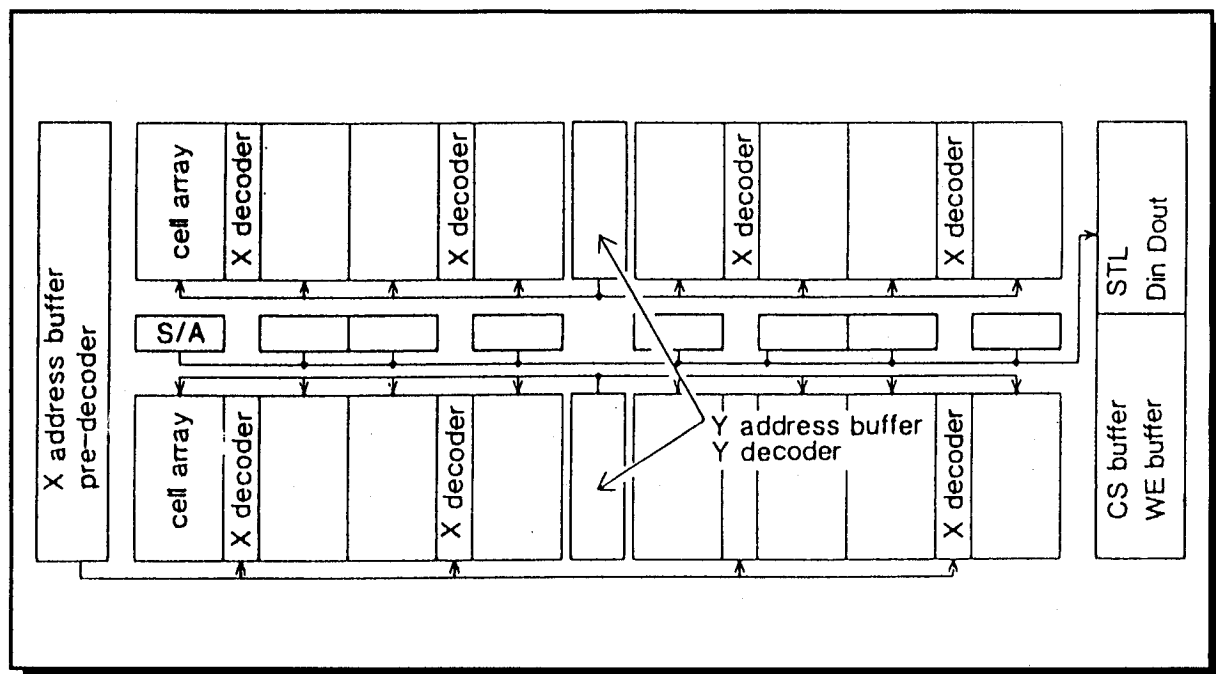 X address buffer
pre-decoder
cell array
X decoder
X decoder
X decoder
X decoder
S/A
cell array
X decoder
X decoder
X decoder
Y address buffer
Y decoder
STL
Din Dout
CS buffer
WE buffer